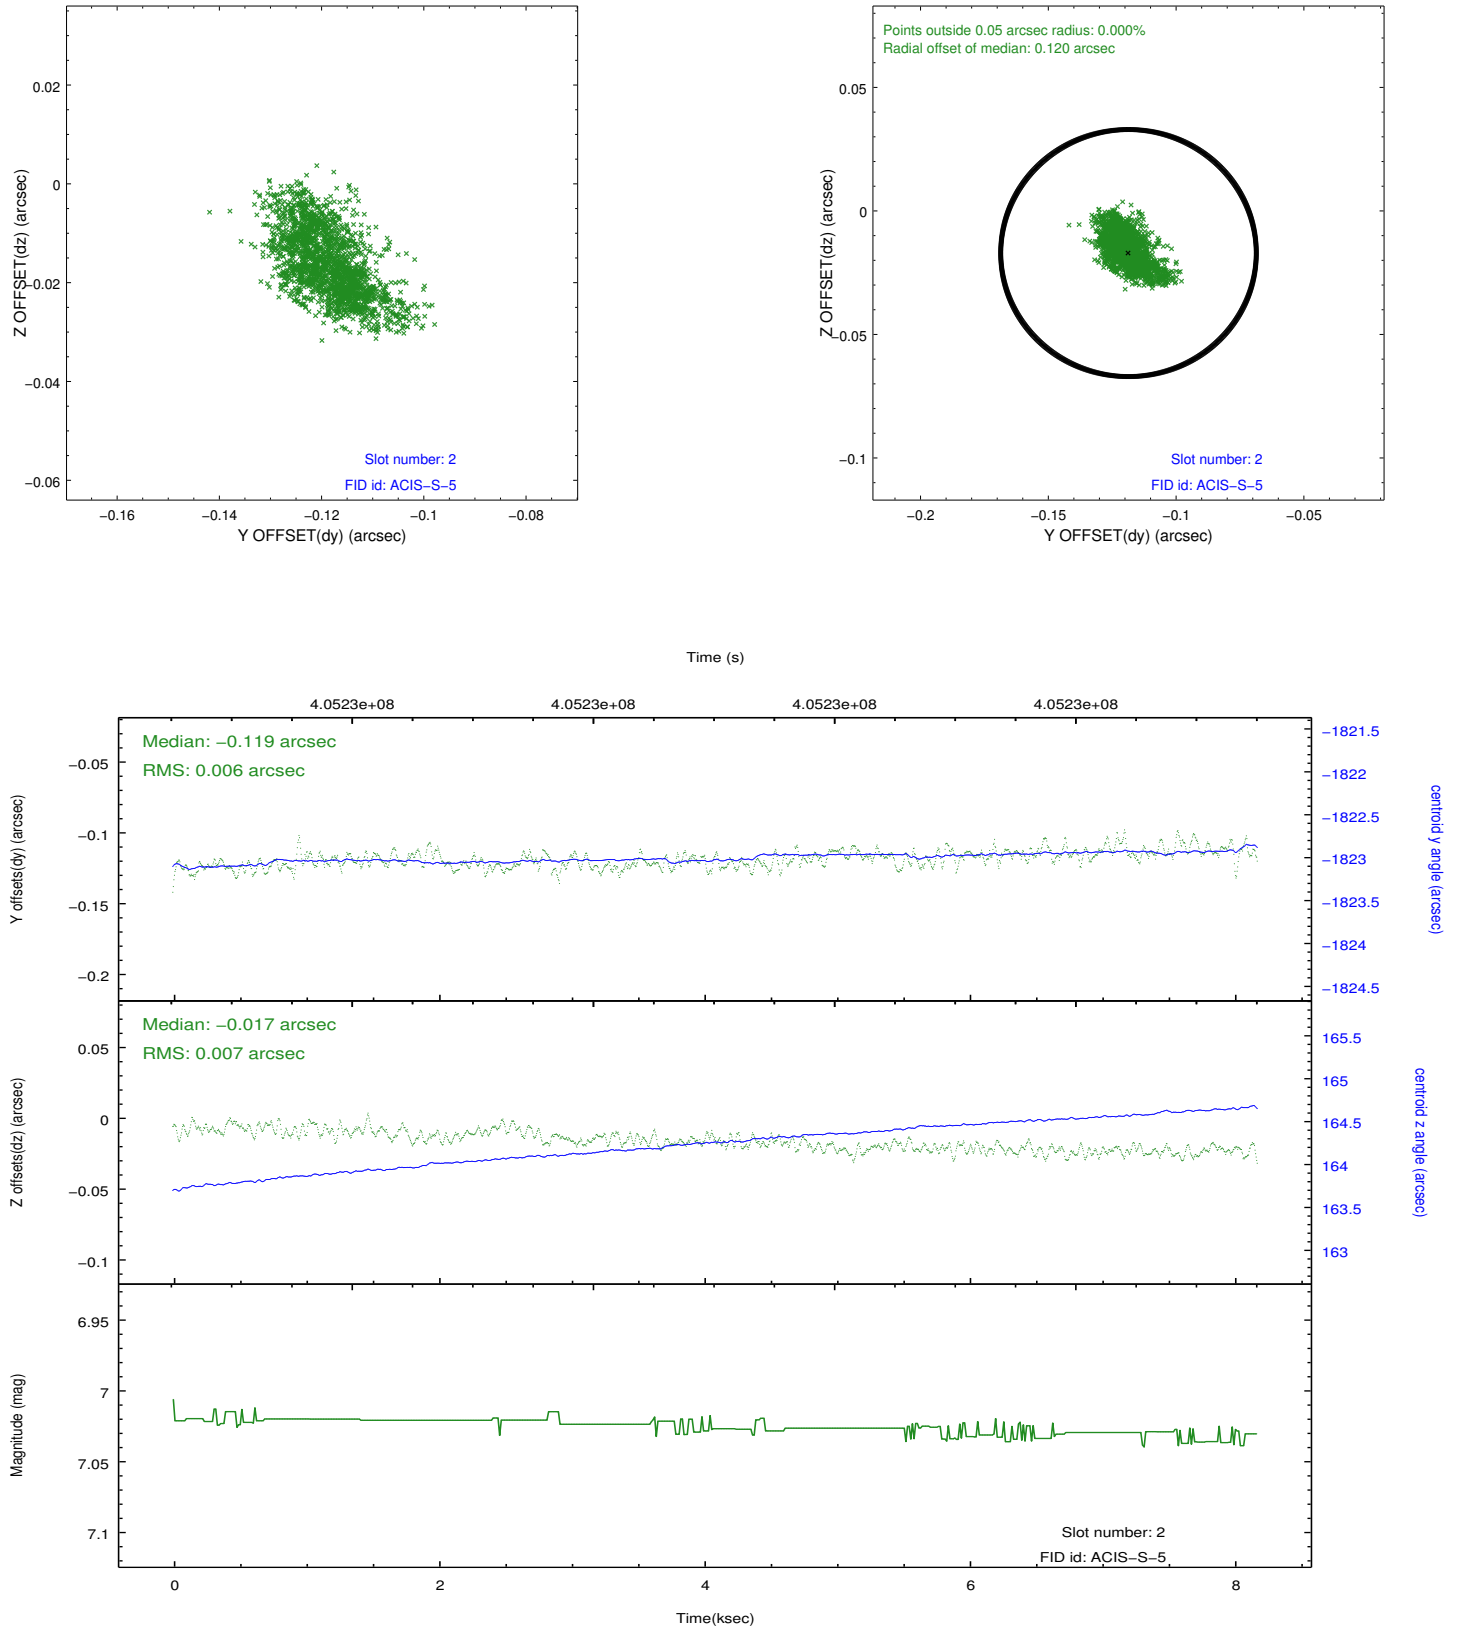 0.02
0
−0.02
−0.04
−0.06
Z OFFSET(dz) (arcsec)
Slot number: 2
FID id: ACIS−S−5
−0.16 −0.14 −0.12 −0.1 −0.08
Y OFFSET(dy) (arcsec)
Points outside 0.05 arcsec radius: 0.000%
Radial offset of median: 0.120 arcsec
0.05
0
−0.05
−0.1
Z OFFSET(dz) (arcsec)
Slot number: 2
FID id: ACIS−S−5
−0.2 −0.15 −0.1 −0.05
Y OFFSET(dy) (arcsec)
Time (s)
4.0523e+08 4.0523e+08 4.0523e+08 4.0523e+08
Median: −0.119 arcsec
RMS: 0.006 arcsec
−0.05
−0.1
−0.15
−0.2
Y offsets(dy) (arcsec)
−1821.5
−1822
−1822.5
−1823
−1823.5
−1824
−1824.5
centroid y angle (arcsec)
Median: −0.017 arcsec
RMS: 0.007 arcsec
0.05
0
−0.05
−0.1
Z offsets(dz) (arcsec)
165.5
165
164.5
164
163.5
163
centroid z angle (arcsec)
6.95
7
7.05
7.1
Magnitude (mag)
Slot number: 2
FID id: ACIS−S−5
0 2 4 6 8
Time(ksec)